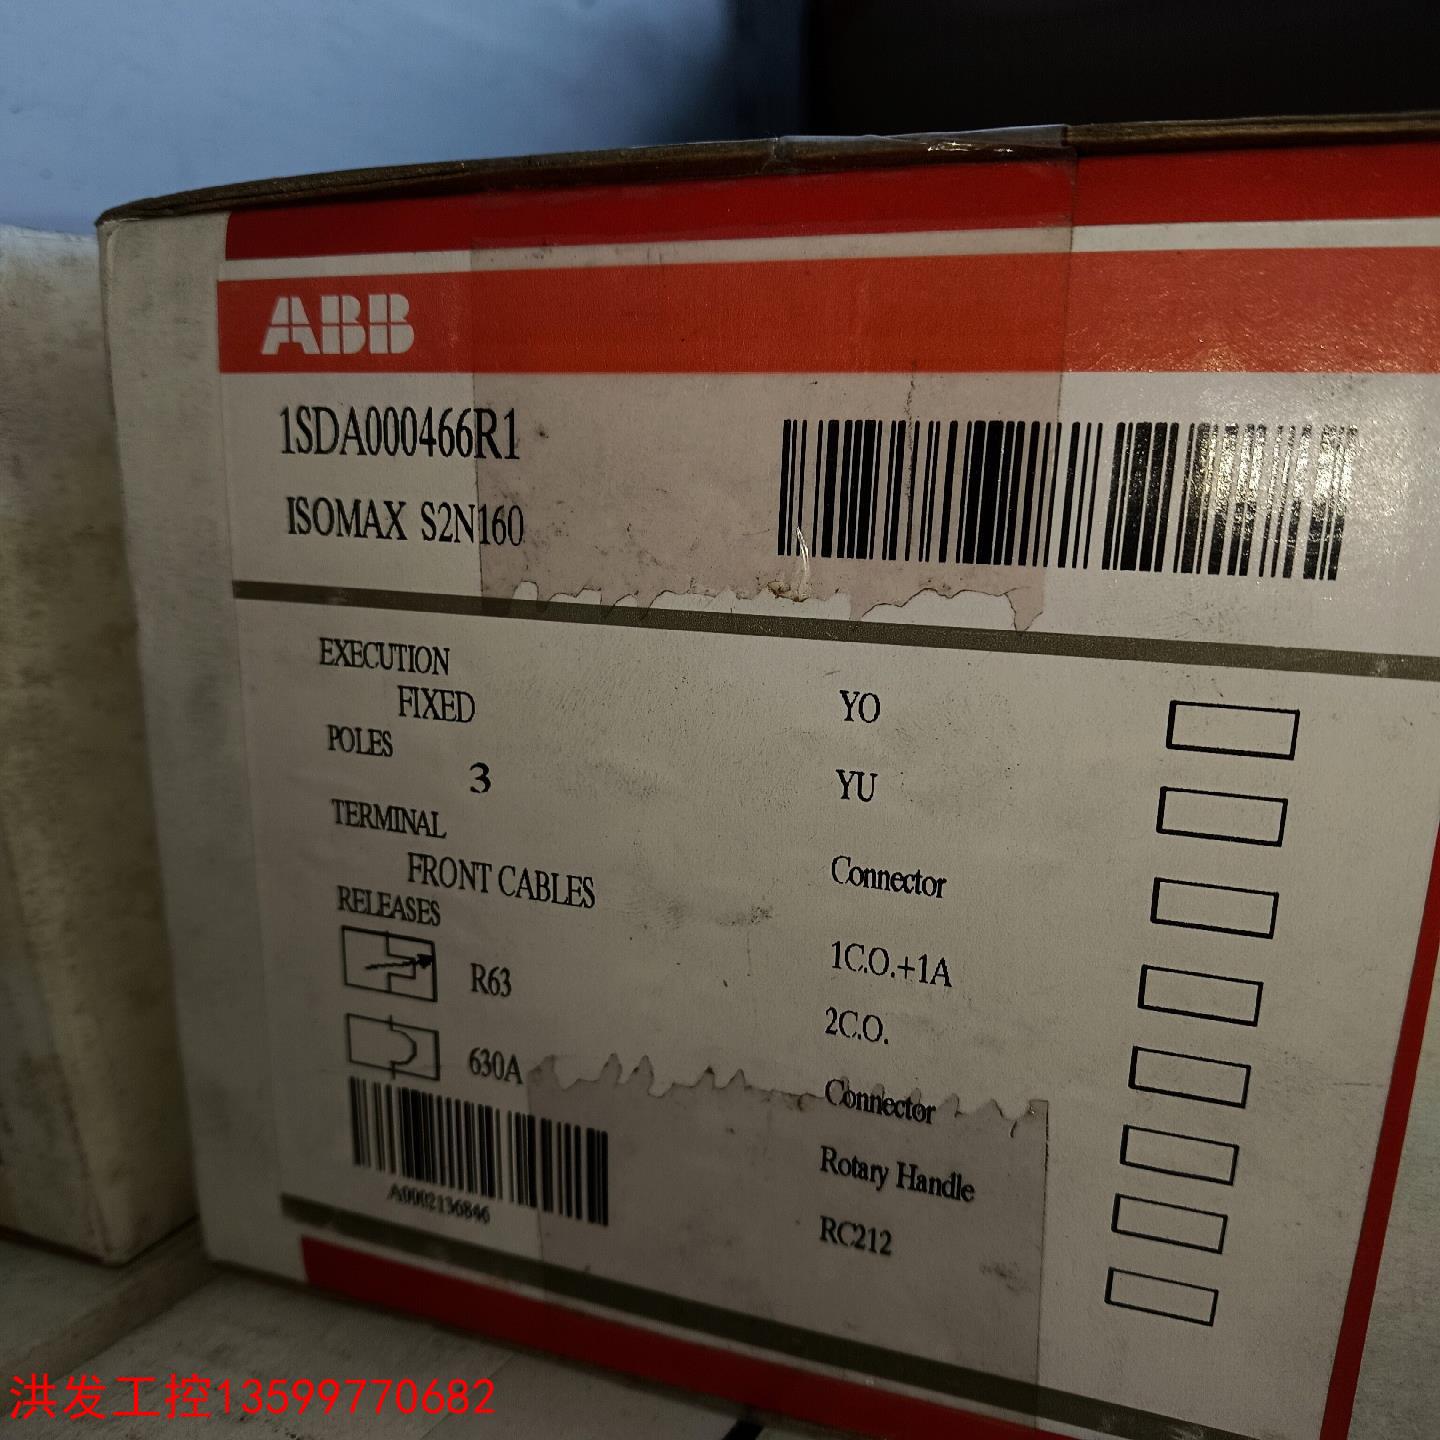 ABB
1SDA000466R1
ISOMAX S2N160
EXECUTION
FIXED
POLES
3
TERMINAL
FRONT CABLES
RELEASES
R63
630A
A0002136846
YO
YU
Connector
1C.O.+1A
2C.O.
Connector
Rotary Handle
RC212
洪发工控13599770682